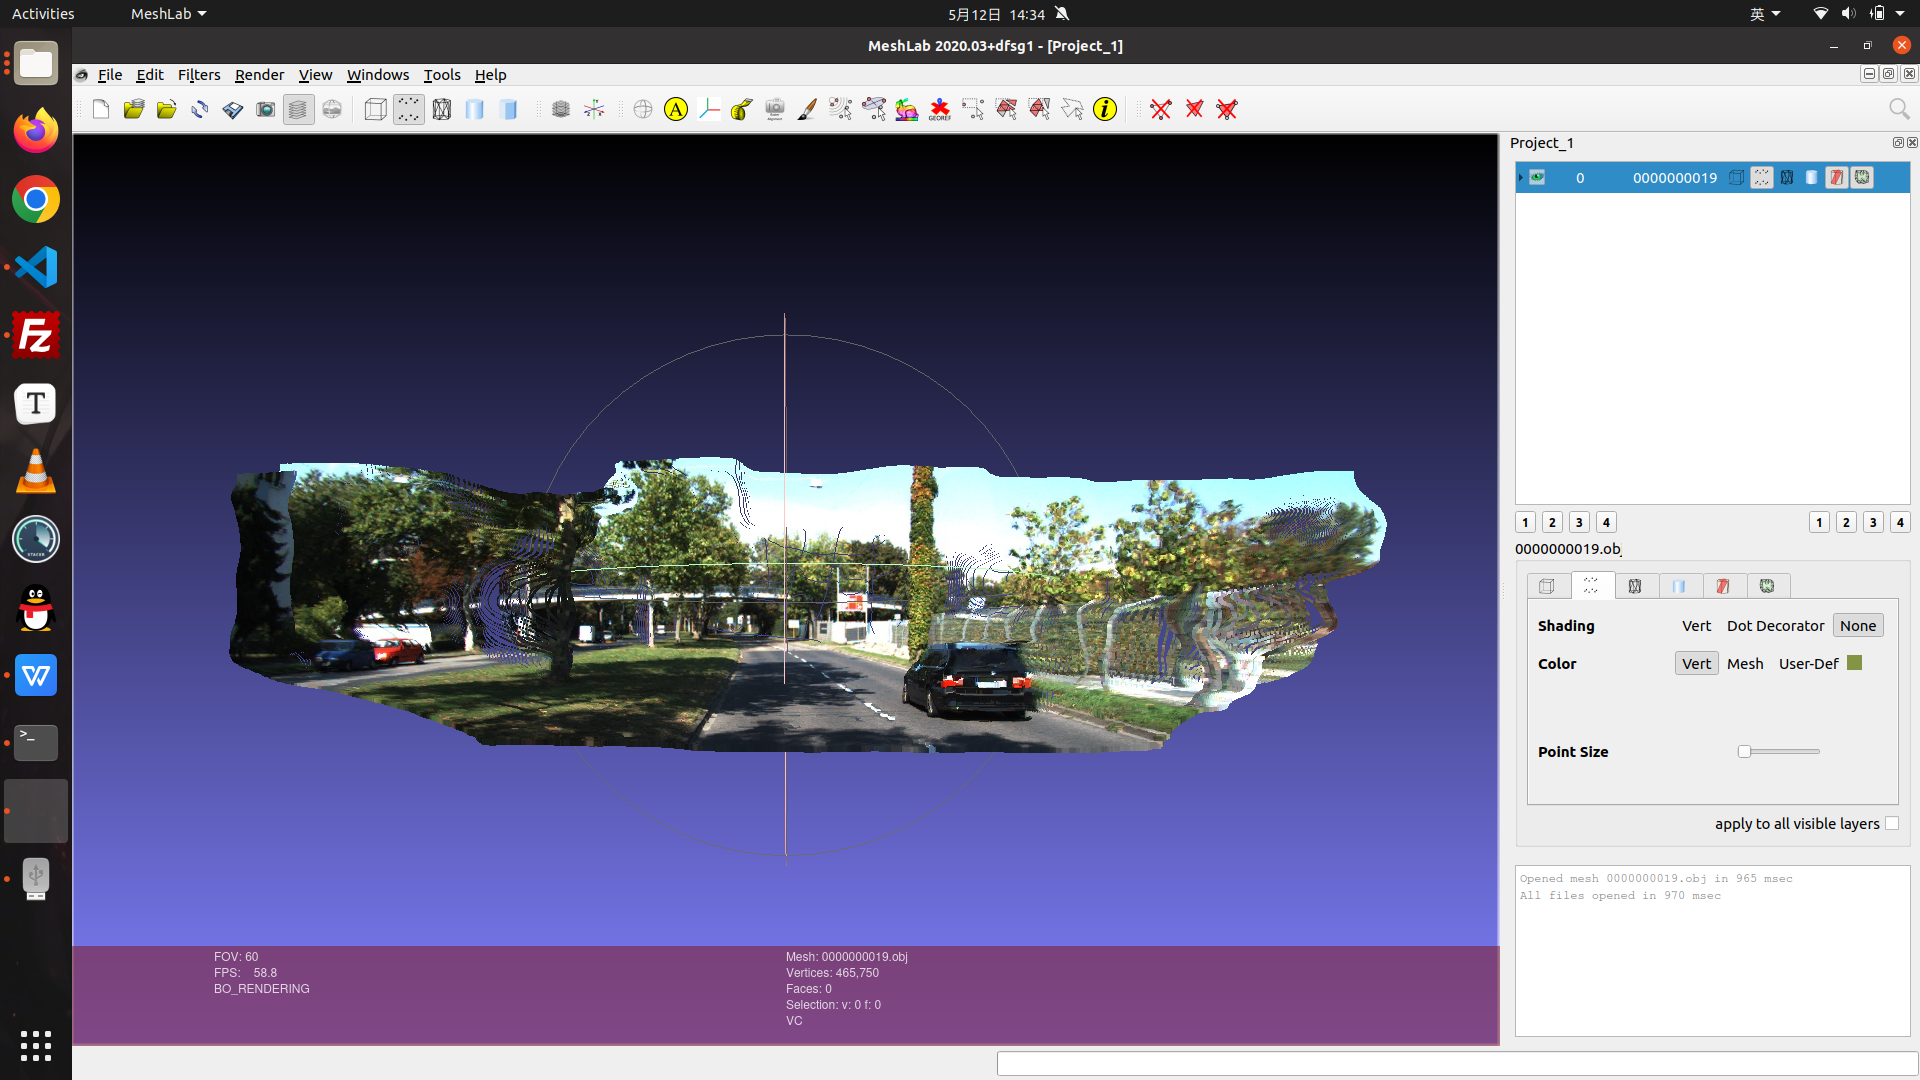 Activities
MeshLab
5月12日 14:34
英
MeshLab 2020.03+dfsg1 - [Project_1]
File Edit Filters Render View Windows Tools Help
A
GEOREF
i
Project_1
0 0000000019
1 2 3 4
1 2 3 4
0000000019.obj
Shading Vert Dot Decorator None
Color Vert Mesh User-Def
Point Size
apply to all visible layers
Opened mesh 0000000019.obj in 965 msec
All files opened in 970 msec
FOV: 60
FPS: 58.8
BO_RENDERING
Mesh: 0000000019.obj
Vertices: 465,750
Faces: 0
Selection: v: 0 f: 0
VC
Fz
T
STACER
W
>_